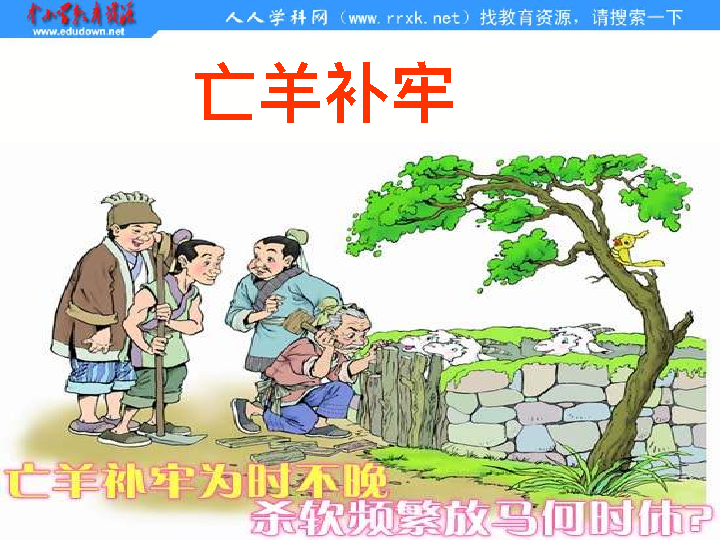 中小学教育资源
www.edudown.net
人人学科网（www.rrxk.net）找教育资源，请搜索一下
亡羊补牢
亡羊补牢为时不晚
杀软频繁放马何时休?